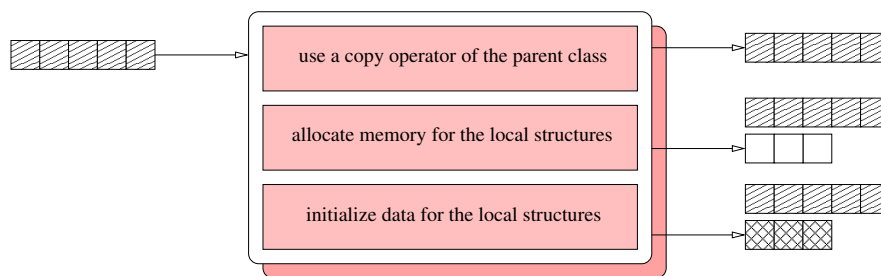 use a copy operator of the parent class
allocate memory for the local structures
initialize data for the local structures